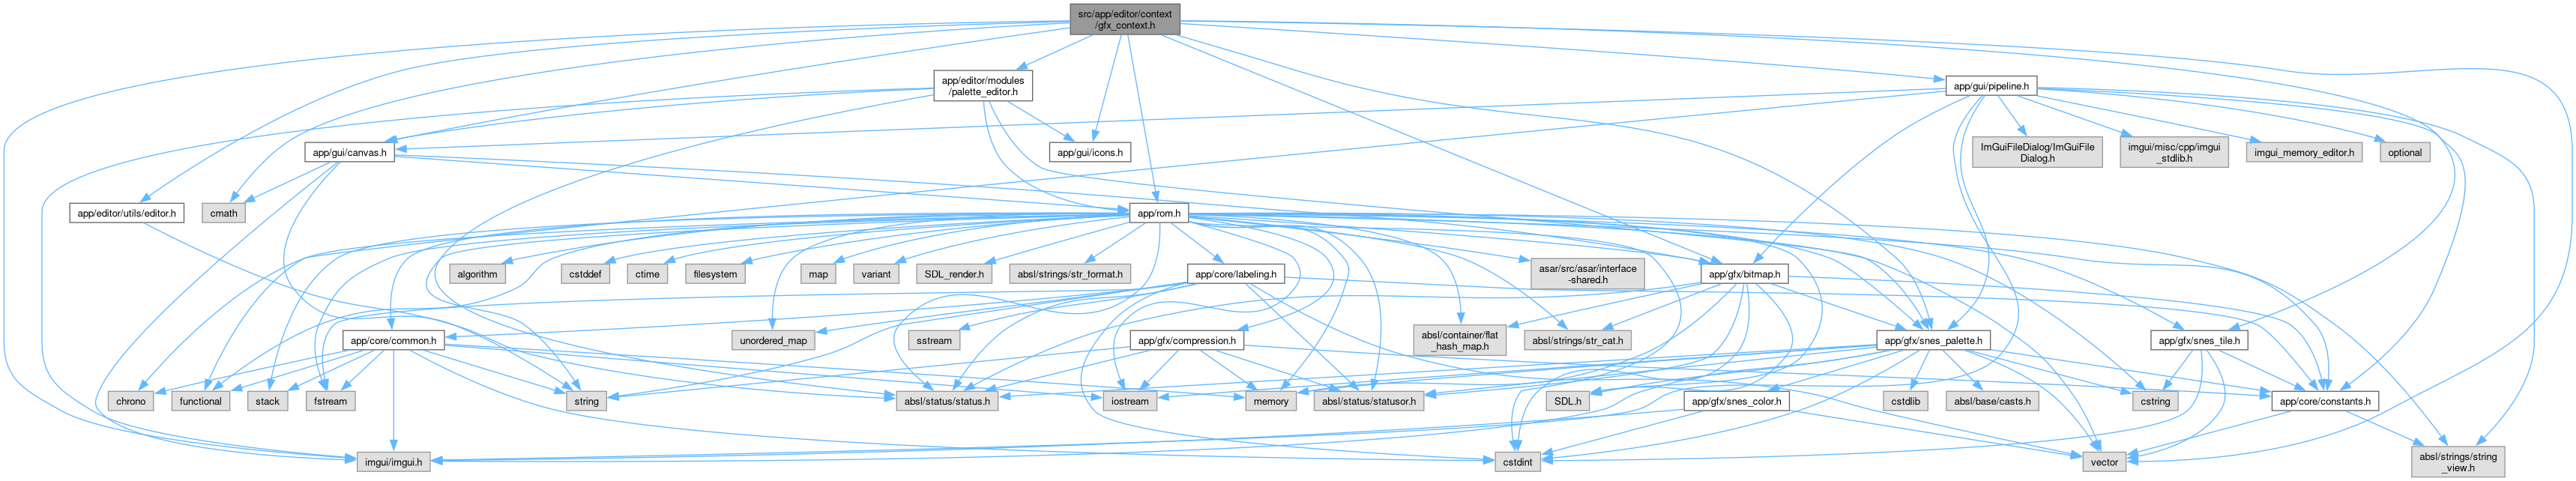 src/app/editor/context
/gfx_context.h
app/editor/modules
/palette_editor.h
app/gui/pipeline.h
app/gui/canvas.h
app/gui/icons.h
ImGuiFileDialog/ImGuiFile
Dialog.h
imgui/misc/cpp/imgui
_stdlib.h
imgui_memory_editor.h
optional
app/editor/utils/editor.h
cmath
app/rom.h
algorithm
cstddef
ctime
filesystem
map
variant
SDL_render.h
absl/strings/str_format.h
app/core/labeling.h
asar/src/asar/interface
-shared.h
app/gfx/bitmap.h
app/core/common.h
unordered_map
sstream
app/gfx/compression.h
absl/container/flat
_hash_map.h
absl/strings/str_cat.h
app/gfx/snes_palette.h
app/gfx/snes_tile.h
chrono
functional
stack
fstream
string
absl/status/status.h
iostream
memory
absl/status/statusor.h
SDL.h
app/gfx/snes_color.h
cstdlib
absl/base/casts.h
cstring
app/core/constants.h
imgui/imgui.h
cstdint
vector
absl/strings/string
_view.h